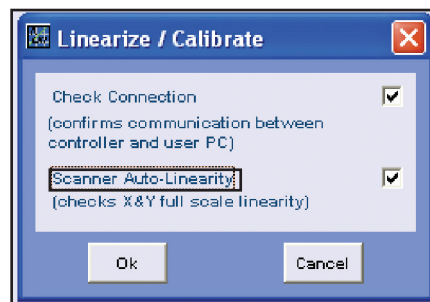 Linearize / Calibrate
Check Connection
(confirms communication between
controller and user PC)
Scanner Auto-Linearity
(checks X&Y full scale linearity)
Ok
Cancel